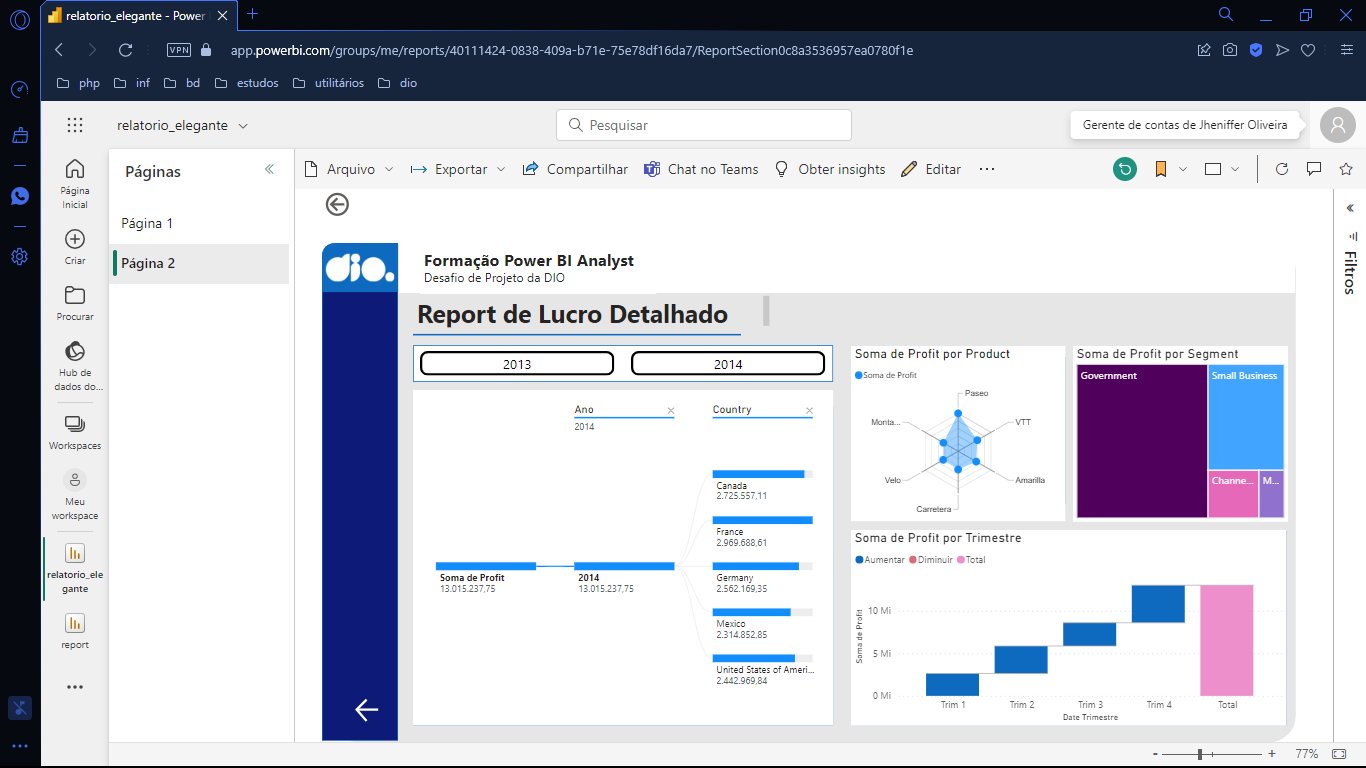 relatorio_elegante - Power
VPN
app.powerbi.com/groups/me/reports/40111424-0838-409a-b71e-75e78df16da7/ReportSection0c8a3536957ea0780f1e
php
inf
bd
estudos
utilitários
dio
relatorio_elegante
Pesquisar
Gerente de contas de Jheniffer Oliveira
Página
Inicial
Criar
Procurar
Hub de
dados do...
Workspaces
Meu
workspace
relatorio_ele
gante
report
Páginas
Página 1
Página 2
Arquivo
Exportar
Compartilhar
Chat no Teams
Obter insights
Editar
Filtros
dio.
Formação Power BI Analyst
Desafio de Projeto da DIO
Report de Lucro Detalhado
2013
2014
Ano
2014
Country
Soma de Profit
13.015.237,75
2014
13.015.237,75
Canada
2.725.557,11
France
2.969.688,61
Germany
2.562.169,35
Mexico
2.314.852,85
United States of Ameri...
2.442.969,84
Soma de Profit por Product
Soma de Profit
Paseo
VTT
Amarilla
Carretera
Velo
Monta...
Soma de Profit por Segment
Government
Small Business
Channe...
M...
Soma de Profit por Trimestre
Aumentar
Diminuir
Total
Soma de Profit
10 Mi
5 Mi
0 Mi
Trim 1
Trim 2
Trim 3
Trim 4
Total
Date Trimestre
77%